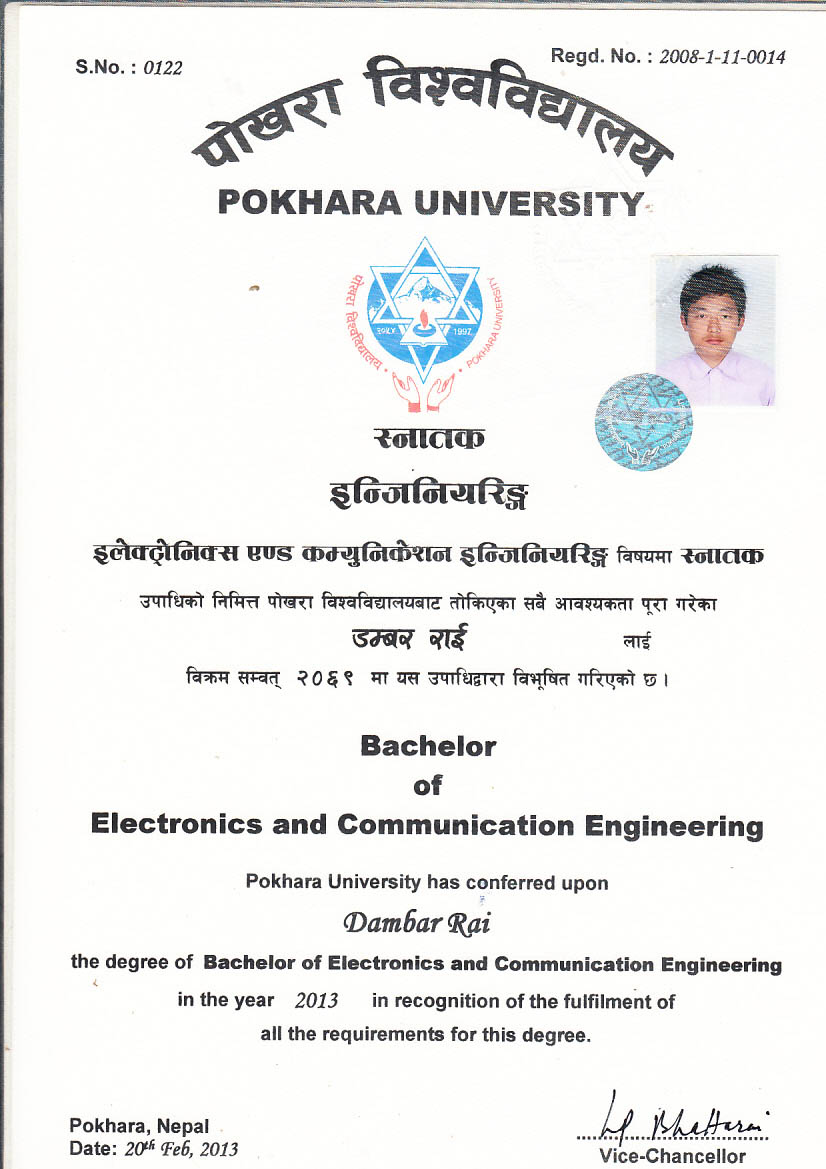 S.No. : 0122
Regd. No. : 2008-1-11-0014
पोखरा विश्वविद्यालय
POKHARA UNIVERSITY
पोखरा विश्वविद्यालय • POKHARA UNIVERSITY
२०५४ 1997
स्नातक
इन्जिनियरिङ्ग
इलेक्ट्रोनिक्स एण्ड कम्युनिकेशन इन्जिनियरिङ्ग विषयमा स्नातक
उपाधिको निमित्त पोखरा विश्वविद्यालयबाट तोकिएका सबै आवश्यकता पूरा गरेका
डम्बर राई लाई
विक्रम सम्वत् २०६९ मा यस उपाधिद्वारा विभूषित गरिएको छ ।
Bachelor
of
Electronics and Communication Engineering
Pokhara University has conferred upon
Dambar Rai
the degree of Bachelor of Electronics and Communication Engineering
in the year 2013 in recognition of the fulfilment of
all the requirements for this degree.
Pokhara, Nepal
Date: 20th Feb, 2013
Bhattarai
Vice-Chancellor